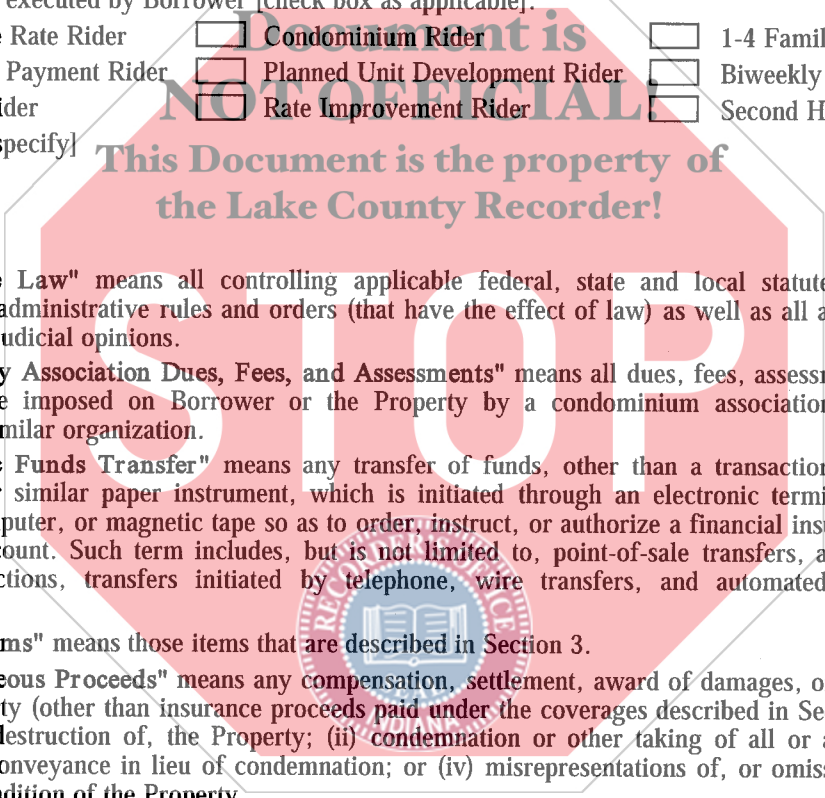 executed by Borrower [check box as applicable]:
Rate Rider Condominium Rider 1-4 Famil
Payment Rider Planned Unit Development Rider Biweekly
ider Rate Improvement Rider Second H
specify]
Document is
NOT OFFICIAL!
This Document is the property of
the Lake County Recorder!
STOP
e Law" means all controlling applicable federal, state and local statute
administrative rules and orders (that have the effect of law) as well as all a
udicial opinions.
y Association Dues, Fees, and Assessments" means all dues, fees, assessm
e imposed on Borrower or the Property by a condominium association
milar organization.
c Funds Transfer" means any transfer of funds, other than a transaction
r similar paper instrument, which is initiated through an electronic termi
puter, or magnetic tape so as to order, instruct, or authorize a financial ins
count. Such term includes, but is not limited to, point-of-sale transfers, a
ctions, transfers initiated by telephone, wire transfers, and automated
ms" means those items that are described in Section 3.
eous Proceeds" means any compensation, settlement, award of damages, o
ty (other than insurance proceeds paid under the coverages described in Se
destruction of, the Property; (ii) condemnation or other taking of all or a
onveyance in lieu of condemnation; or (iv) misrepresentations of, or omiss
ndition of the Property.
RECORDER'S OFFICE
SEAL
INDIANA